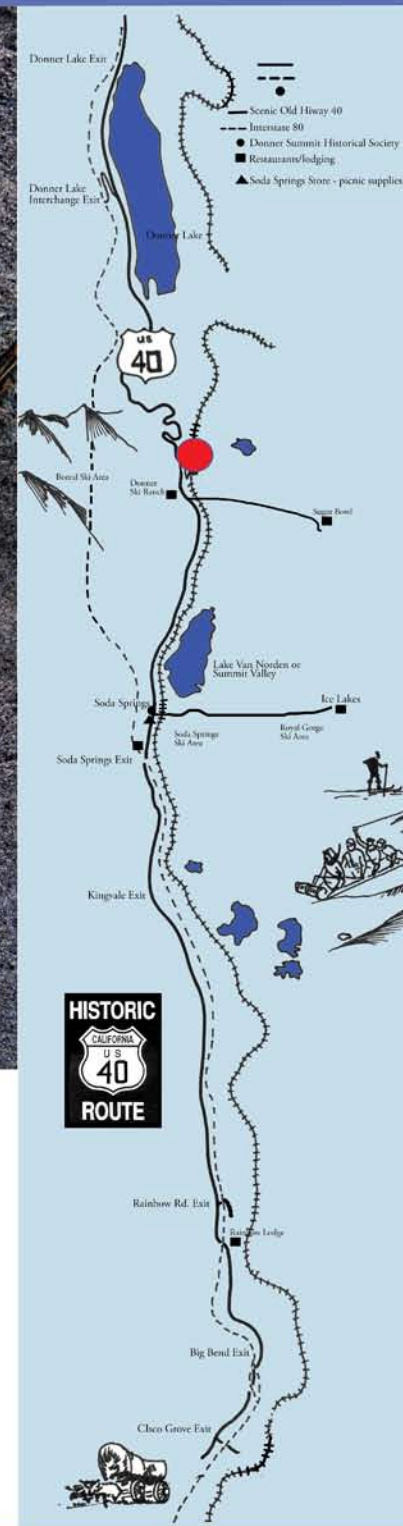 Donner Lake Exit
Scenic Old Hiway 40
Interstate 80
Donner Summit Historical Society
Restaurants/lodging
Soda Springs Store - picnic supplies
Donner Lake
Interchange Exit
Donner Lake
US
40
Boreal Ski Area
Donner
Ski Ranch
Sugar Bowl
Lake Van Norden or
Summit Valley
Soda Springs
Ice Lakes
Soda Springs
Ski Area
Royal Gorge
Ski Area
Soda Springs Exit
Kingvale Exit
HISTORIC
CALIFORNIA
US
40
ROUTE
Rainbow Rd. Exit
Rainbow Lodge
Big Bend Exit
CIsco Grove Exit